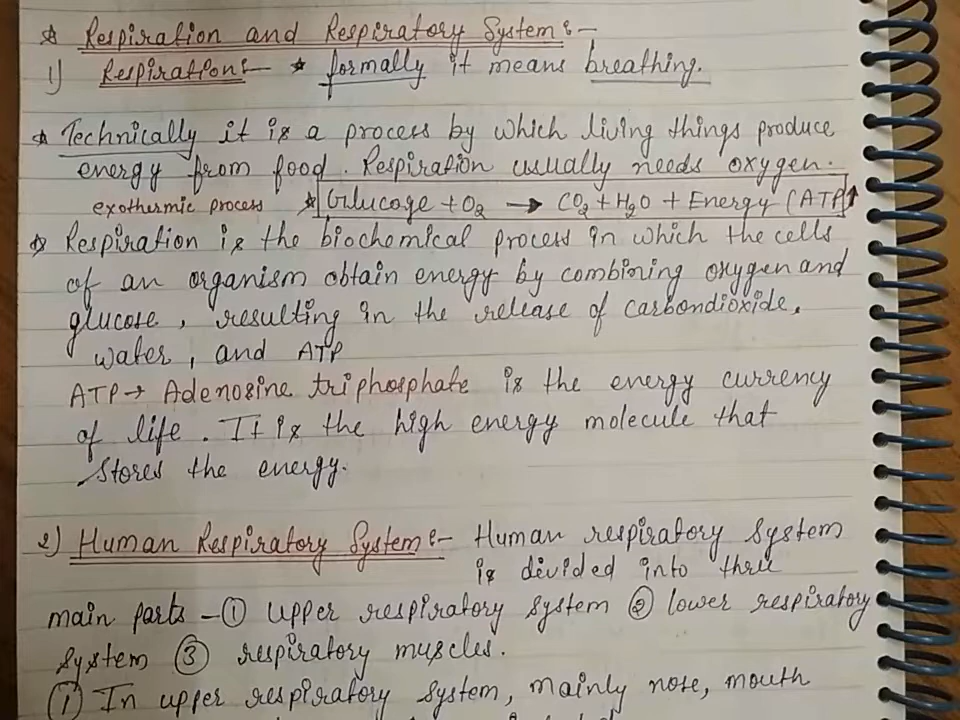 ☆ Respiration and Respiratory System:-
1) Respiration:- ★ formally it means breathing.
★ Technically it is a process by which living things produce
energy from food. Respiration usually needs oxygen.
exothermic process ★ Glucose + O2 → CO2 + H2O + Energy (ATP)↑
☆ Respiration is the biochemical process in which the cells
of an organism obtain energy by combining oxygen and
glucose, resulting in the release of carbondioxide,
water, and ATP
ATP → Adenosine triphosphate is the energy currency
of life. It is the high energy molecule that
stores the energy.
2) Human Respiratory System:- Human respiratory system
is divided into three
main parts - ① upper respiratory system ② lower respiratory
system ③ respiratory muscles.
① In upper respiratory system, mainly nose, mouth